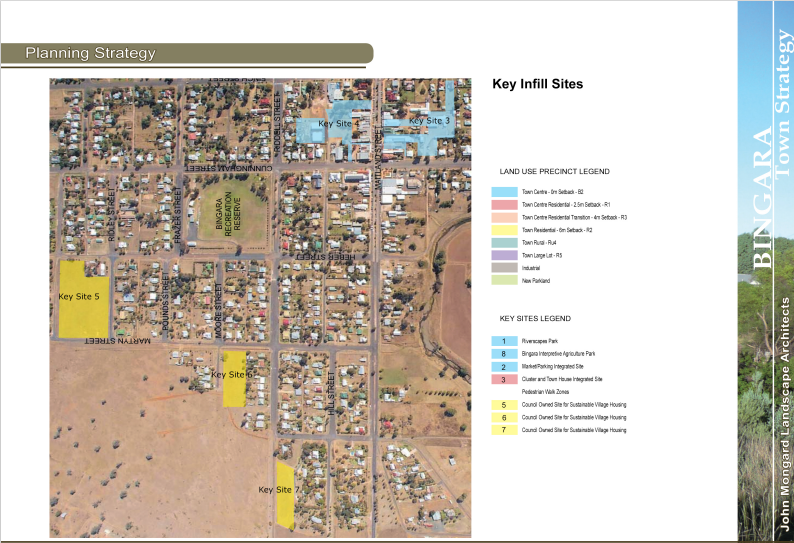 Planning Strategy
Key Infill Sites
FINCH STREET
Key Site 4
Key Site 3
RIDDELL STREET
MAITLAND STREET
CUNNINGHAM STREET
FRAZER STREET
BINGARA
RECREATION
RESERVE
HEBER STREET
Key Site 5
POUNDS STREET
MOORE STREET
MARTYN STREET
Key Site 6
HILL STREET
Key Site 7
LAND USE PRECINCT LEGEND
Town Centre - 0m Setback - B2
Town Centre Residential - 2.5m Setback - R1
Town Centre Residential Transition - 4m Setback - R3
Town Residential - 6m Setback - R2
Town Rural - Ru4
Town Large Lot - R5
Industrial
New Parkland
KEY SITES LEGEND
1 Riverscapes Park
8 Bingara Interpretive Agriculture Park
2 Market/Parking Integrated Site
3 Cluster and Town House Integrated Site
Pedestrian Walk Zones
5 Council Owned Site for Sustainable Village Housing
6 Council Owned Site for Sustainable Village Housing
7 Council Owned Site for Sustainable Village Housing
BINGARA
Town Strategy
John Mongard Landscape Architects